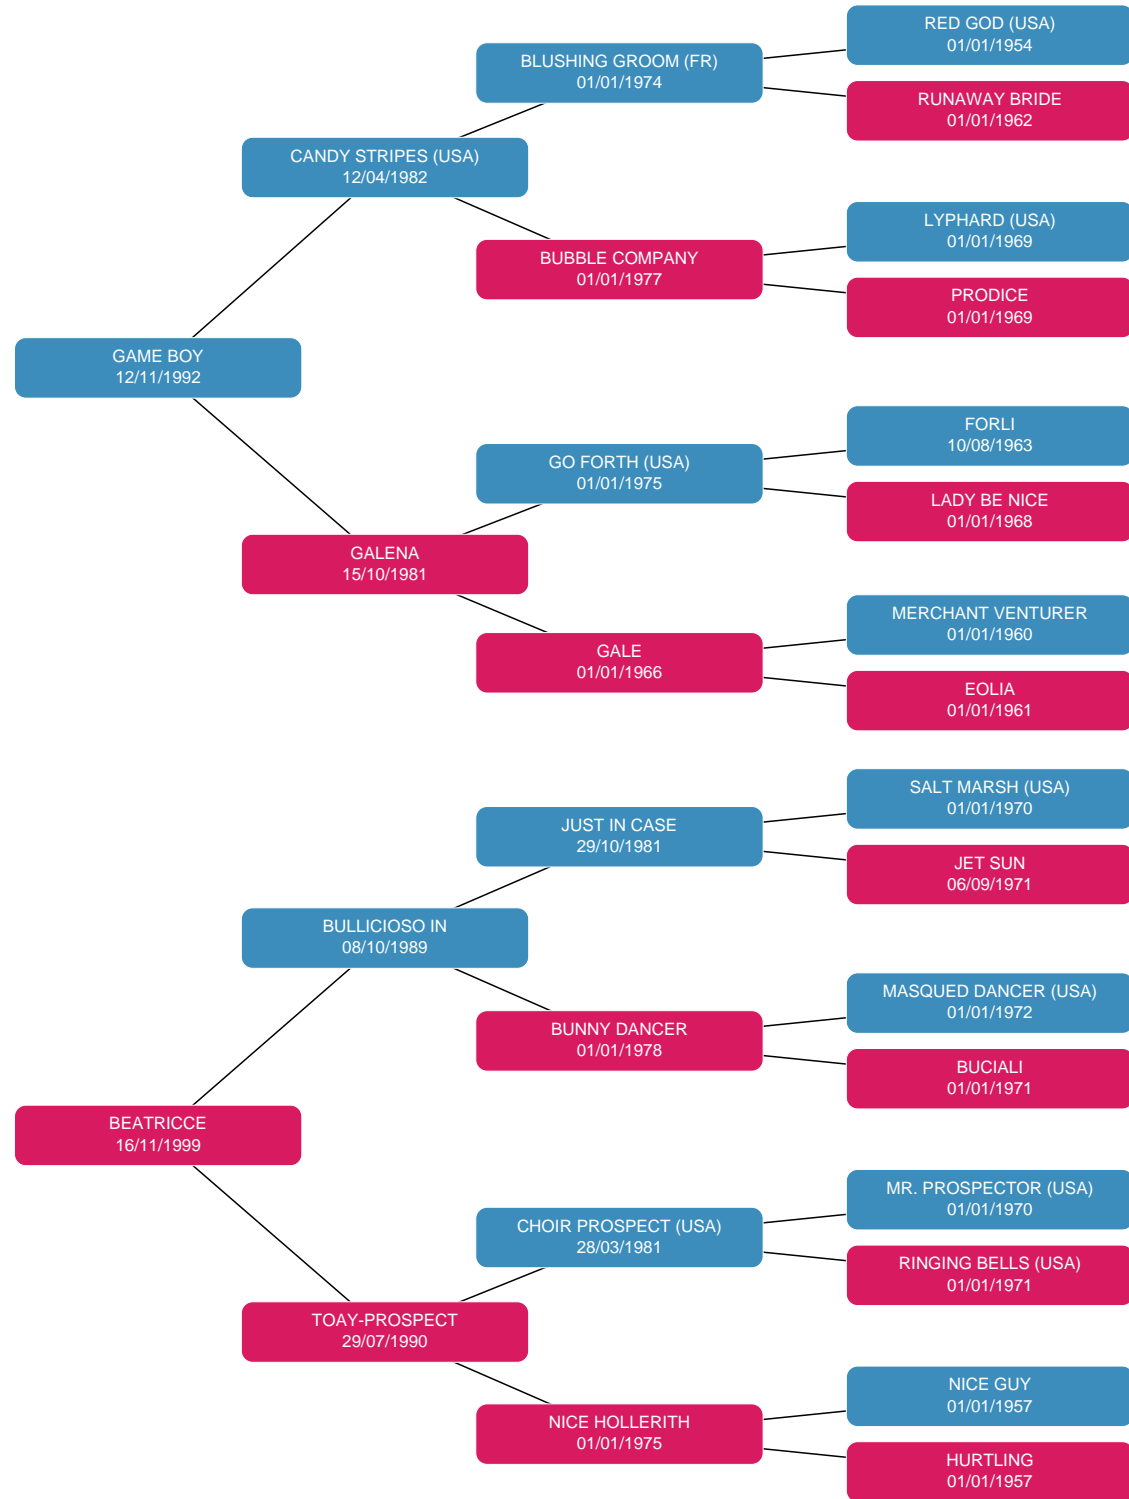 RED GOD (USA)
01/01/1954
BLUSHING GROOM (FR)
01/01/1974
RUNAWAY BRIDE
01/01/1962
CANDY STRIPES (USA)
12/04/1982
LYPHARD (USA)
01/01/1969
BUBBLE COMPANY
01/01/1977
PRODICE
01/01/1969
GAME BOY
12/11/1992
FORLI
10/08/1963
GO FORTH (USA)
01/01/1975
LADY BE NICE
01/01/1968
GALENA
15/10/1981
MERCHANT VENTURER
01/01/1960
GALE
01/01/1966
EOLIA
01/01/1961
SALT MARSH (USA)
01/01/1970
JUST IN CASE
29/10/1981
JET SUN
06/09/1971
BULLICIOSO IN
08/10/1989
MASQUED DANCER (USA)
01/01/1972
BUNNY DANCER
01/01/1978
BUCIALI
01/01/1971
BEATRICCE
16/11/1999
MR. PROSPECTOR (USA)
01/01/1970
CHOIR PROSPECT (USA)
28/03/1981
RINGING BELLS (USA)
01/01/1971
TOAY-PROSPECT
29/07/1990
NICE GUY
01/01/1957
NICE HOLLERITH
01/01/1975
HURTLING
01/01/1957